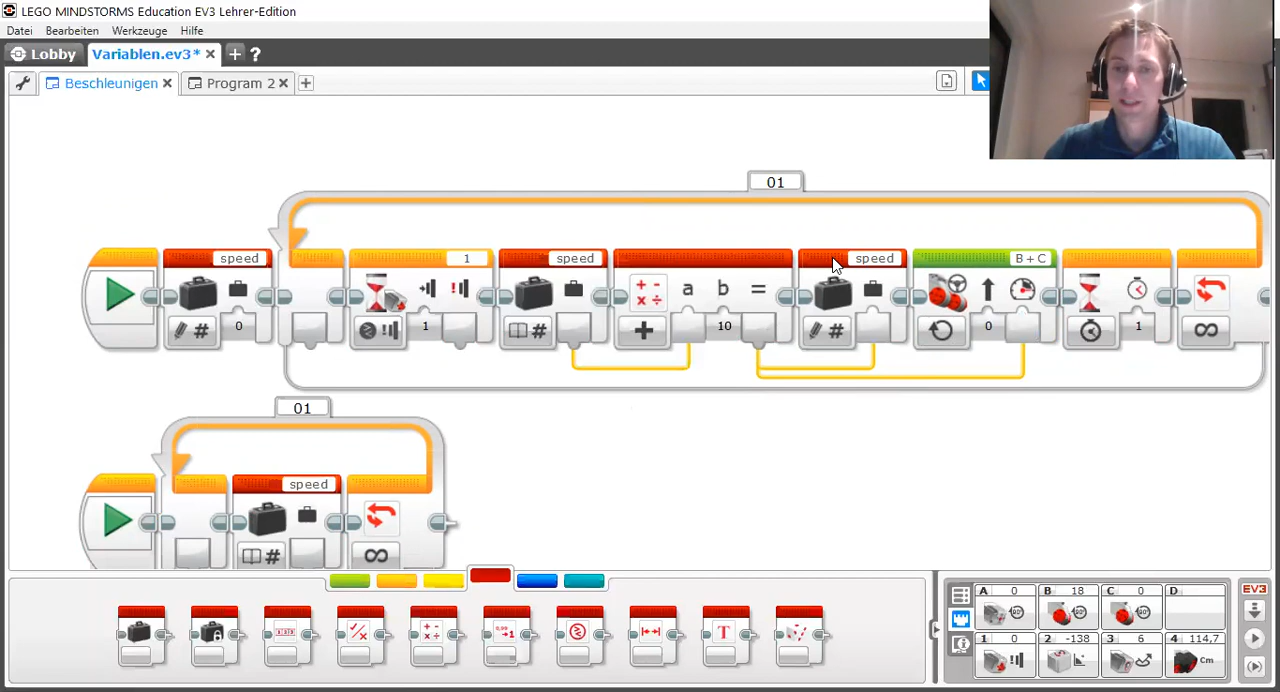 LEGO MINDSTORMS Education EV3 Lehrer-Edition
Datei Bearbeiten Werkzeuge Hilfe
Lobby Variablen.ev3* × + ?
Beschleunigen × Program 2 × +
01
speed 1 speed speed B + C
a b =
# 0 1 # + 10 # 0 1 ∞
01
speed
# ∞
EV3
A 0 B 18 C 0 D
1 0 2 -138 3 6 4 114,7
Cm
T